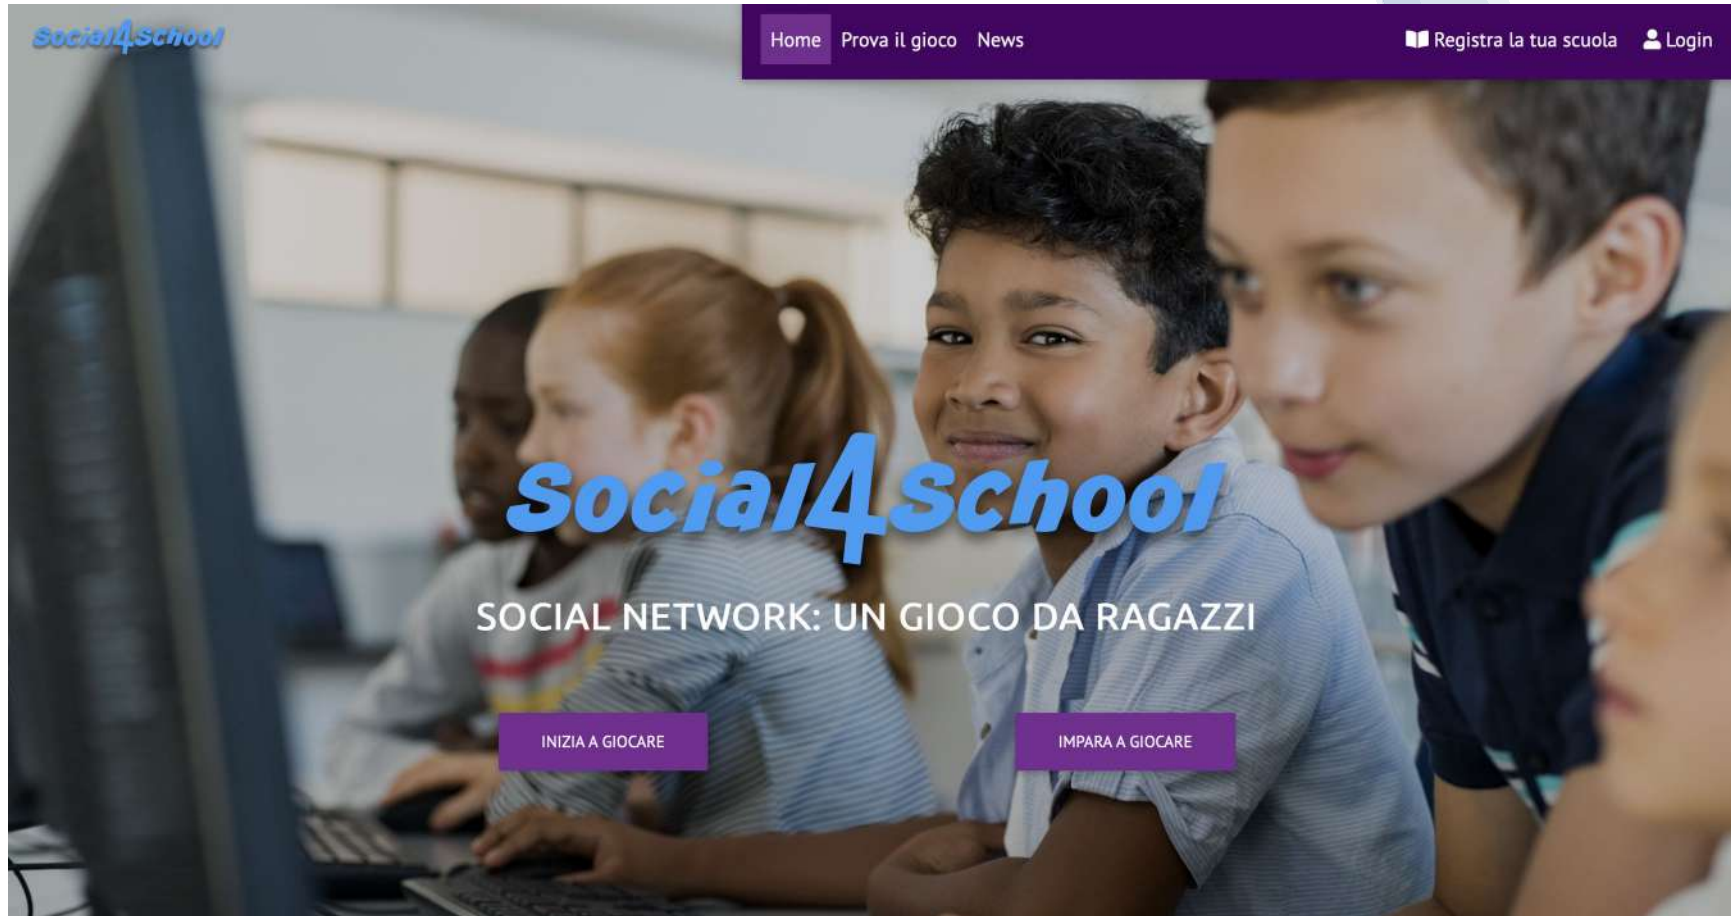 Social4School
Home Prova il gioco News
Registra la tua scuola Login
Social4School
SOCIAL NETWORK: UN GIOCO DA RAGAZZI
INIZIA A GIOCARE
IMPARA A GIOCARE